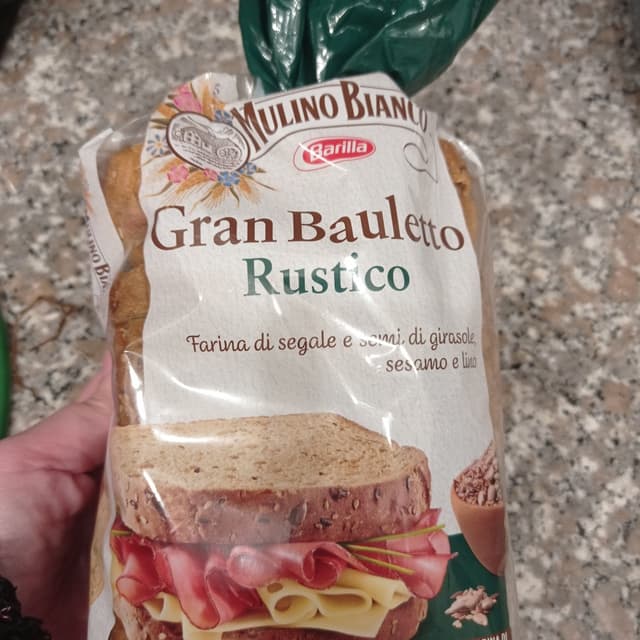 MULINO BIANCO
Barilla
Gran Bauletto
Rustico
Farina di segale e semi di girasole,
sesamo e lino